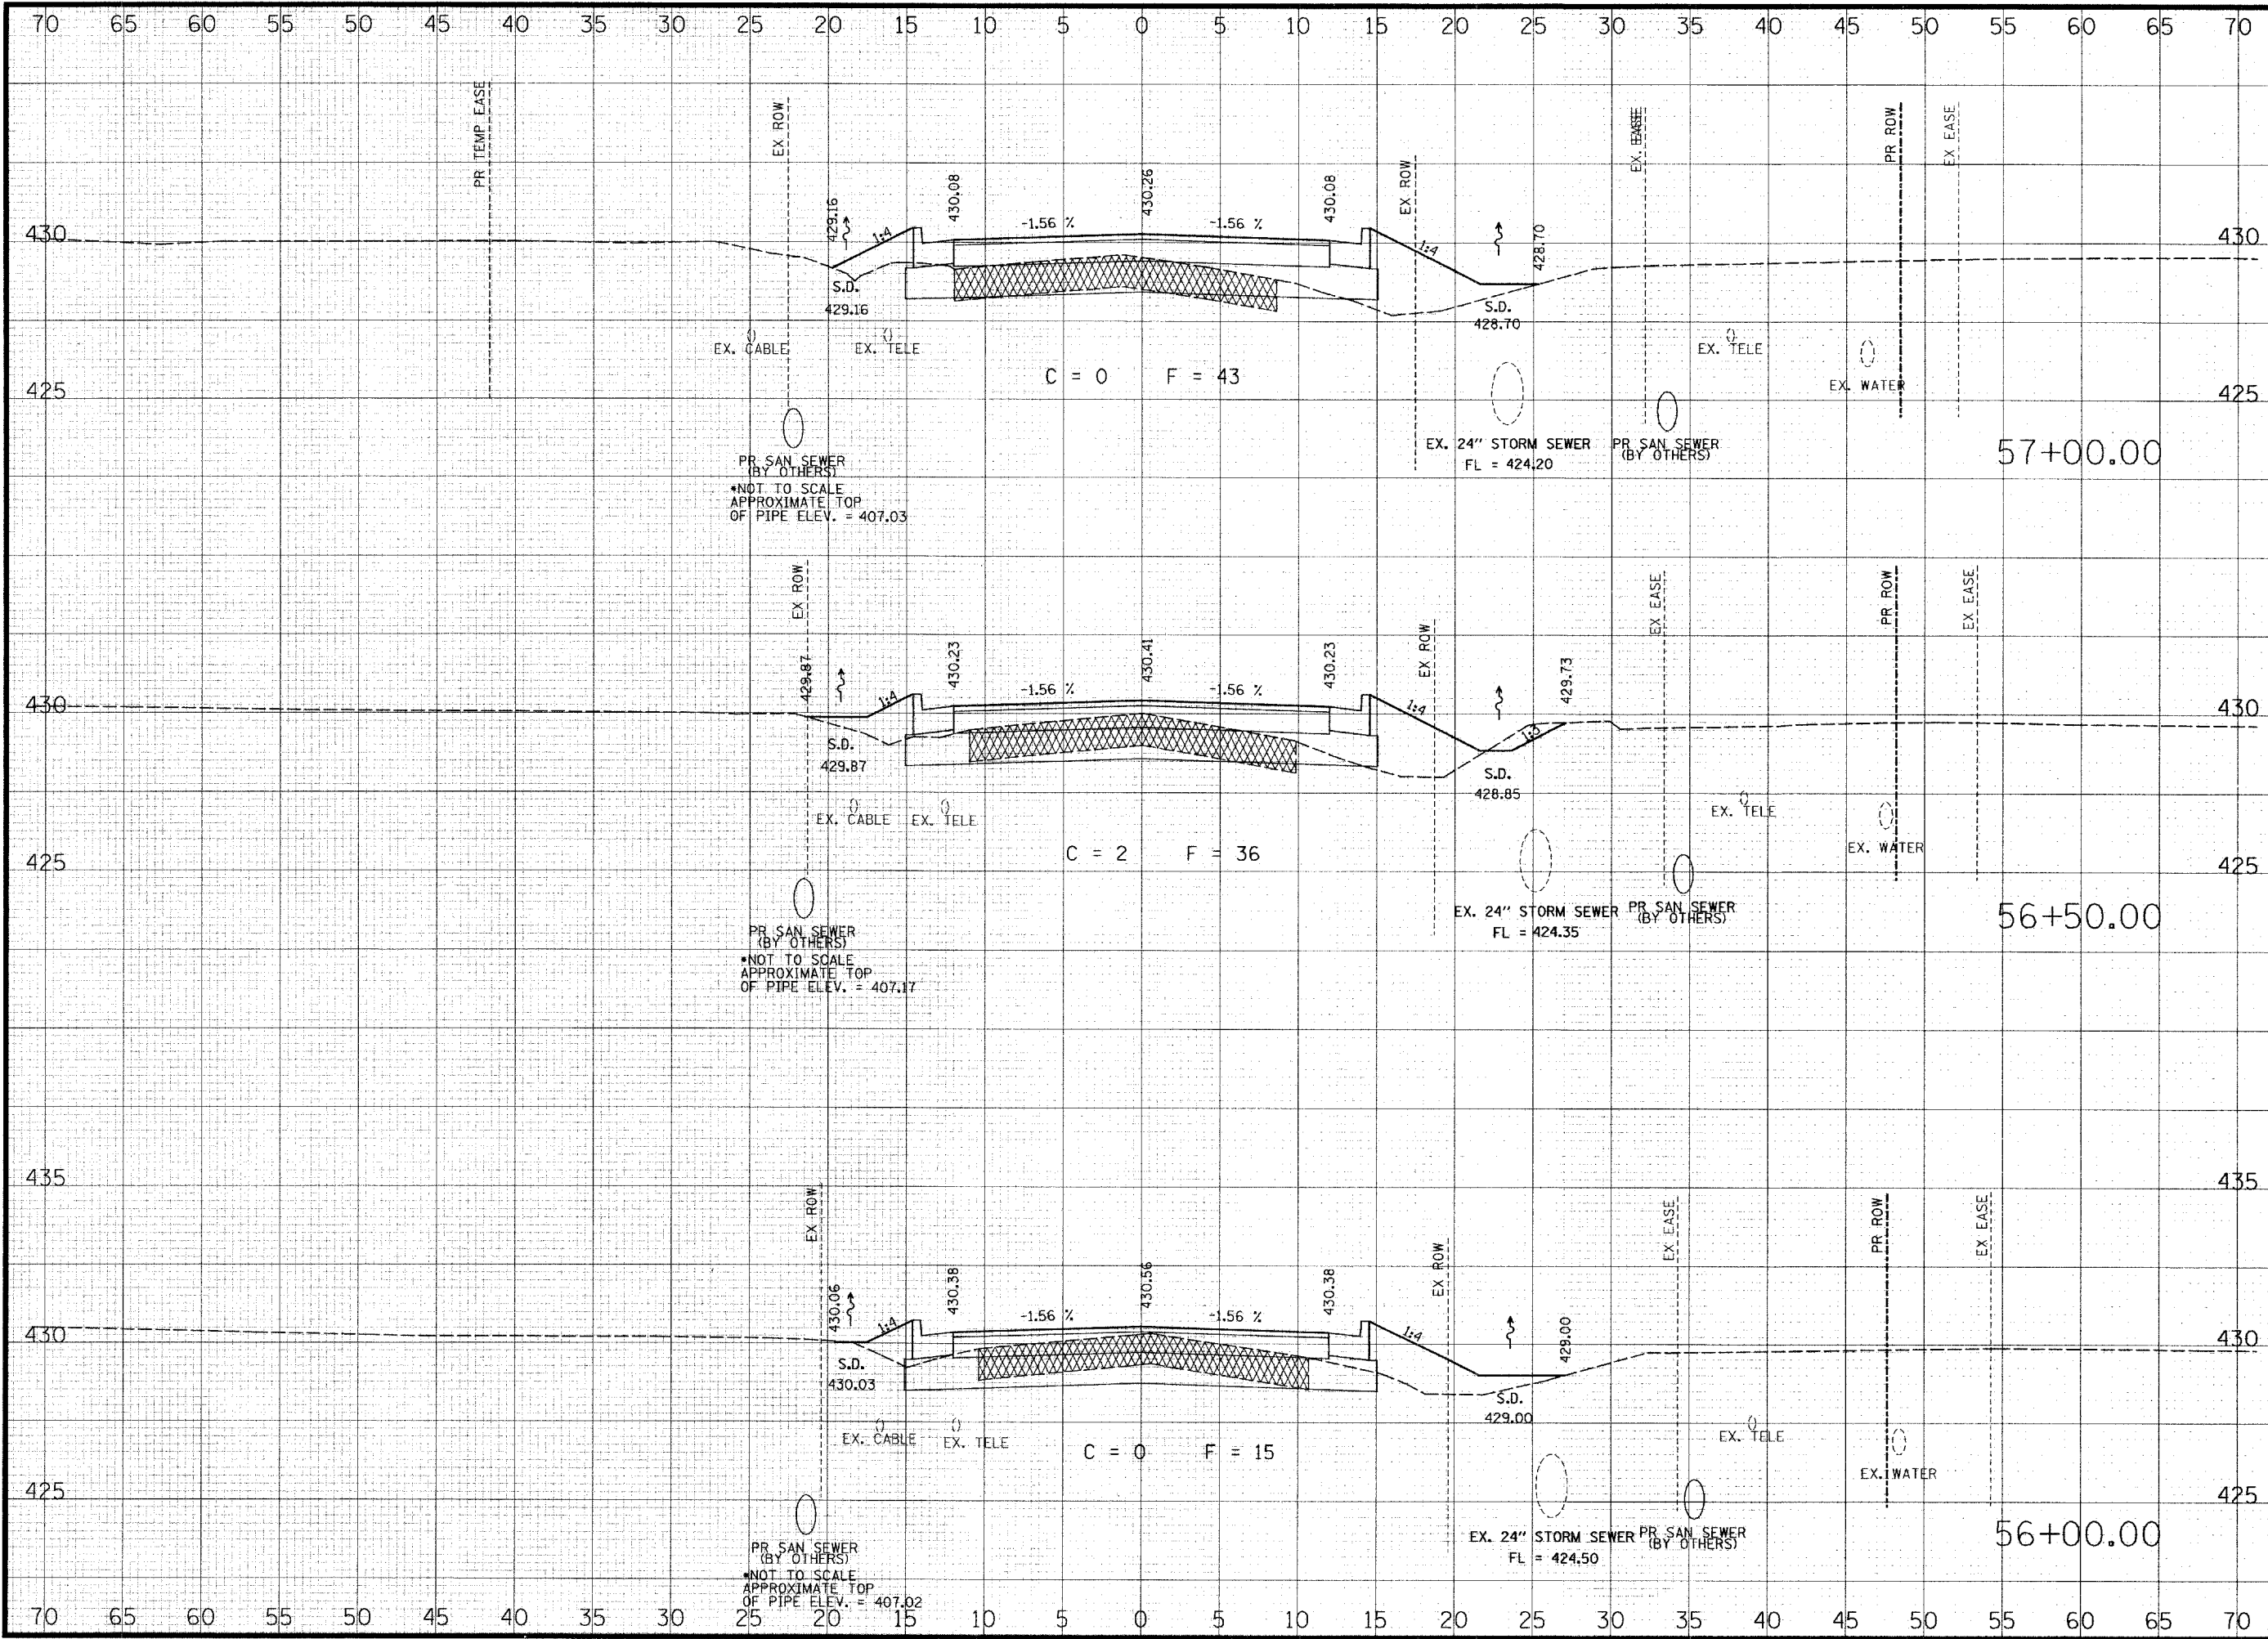 70 65 60 55 50 45 40 35 30 25 20 15 10 5 0 5 10 15 20 25 30 35 40 45 50 55 60 65 70
PR TEMP EASE
EX ROW
EX ROW
EX. EASE
PR ROW
EX EASE
429.16
430.08
430.26
430.08
428.70
1:4
-1.56 %
-1.56 %
1:4
430
430
S.D.
429.16
S.D.
428.70
EX. CABLE
EX. TELE
EX. TELE
EX. WATER
C = 0 F = 43
425
425
EX. 24" STORM SEWER
FL = 424.20
PR SAN SEWER
(BY OTHERS)
57+00.00
PR SAN SEWER
(BY OTHERS)
*NOT TO SCALE
APPROXIMATE TOP
OF PIPE ELEV. = 407.03
EX ROW
EX ROW
EX EASE
PR ROW
EX EASE
429.87
430.23
430.41
430.23
429.73
1:4
-1.56 %
-1.56 %
1:4
1:3
430
430
S.D.
429.87
S.D.
428.85
EX. CABLE
EX. TELE
EX. TELE
EX. WATER
C = 2 F = 36
425
425
EX. 24" STORM SEWER
FL = 424.35
PR SAN SEWER
(BY OTHERS)
56+50.00
PR SAN SEWER
(BY OTHERS)
*NOT TO SCALE
APPROXIMATE TOP
OF PIPE ELEV. = 407.17
435
435
EX ROW
EX ROW
EX EASE
PR ROW
EX EASE
430.06
430.38
430.56
430.38
429.00
1:4
-1.56 %
-1.56 %
1:4
430
430
S.D.
430.03
S.D.
429.00
EX. CABLE
EX. TELE
EX. TELE
EX. WATER
C = 0 F = 15
425
425
EX. 24" STORM SEWER
FL = 424.50
PR SAN SEWER
(BY OTHERS)
56+00.00
PR SAN SEWER
(BY OTHERS)
*NOT TO SCALE
APPROXIMATE TOP
OF PIPE ELEV. = 407.02
70 65 60 55 50 45 40 35 30 25 20 15 10 5 0 5 10 15 20 25 30 35 40 45 50 55 60 65 70